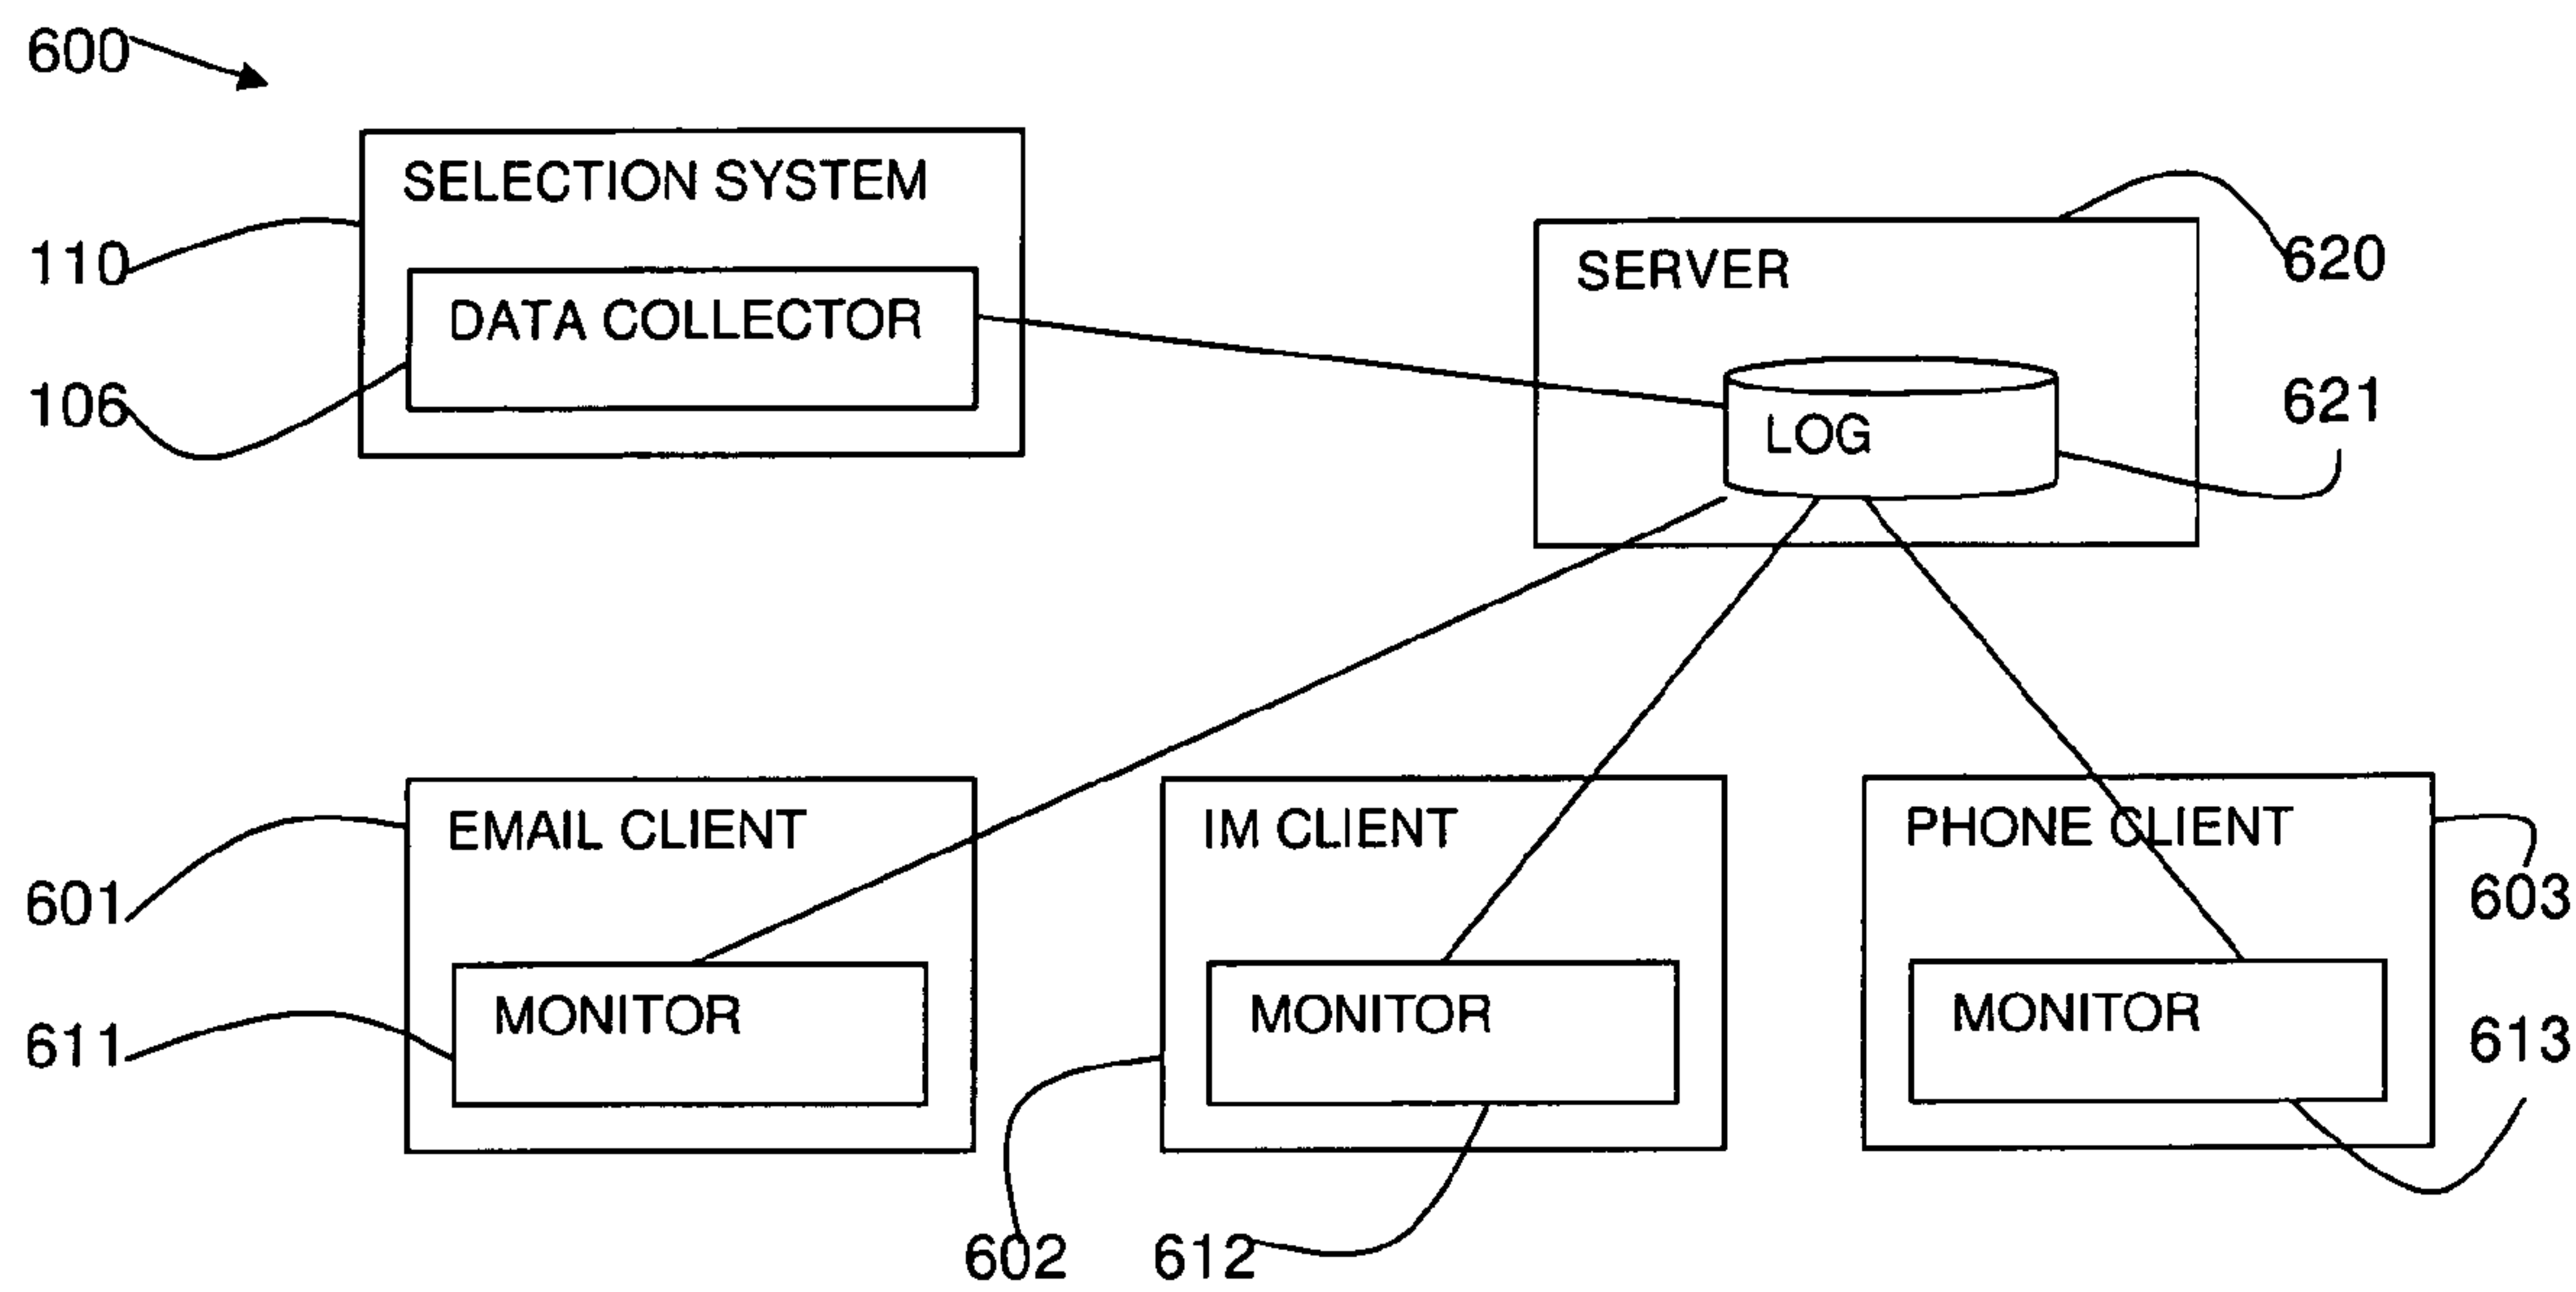 600
SELECTION SYSTEM
110
DATA COLLECTOR
106
SERVER
620
LOG
621
EMAIL CLIENT
601
MONITOR
611
IM CLIENT
MONITOR
602
612
PHONE CLIENT
603
MONITOR
613